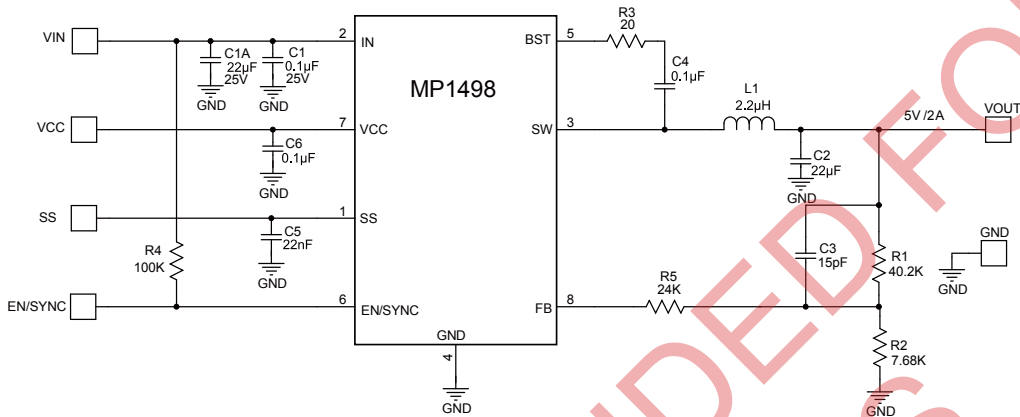 VIN
2
IN
C1A
22µF
25V
GND
C1
0.1µF
25V
GND
VCC
7
VCC
C6
0.1µF
GND
SS
1
SS
C5
22nF
GND
R4
100K
EN/SYNC
6
EN/SYNC
MP1498
BST
5
R3
20
C4
0.1µF
SW
3
L1
2.2µH
5V/2A
VOUT
C2
22µF
GND
C3
15pF
R1
40.2K
GND
GND
FB
8
R5
24K
R2
7.68K
GND
GND
4
GND